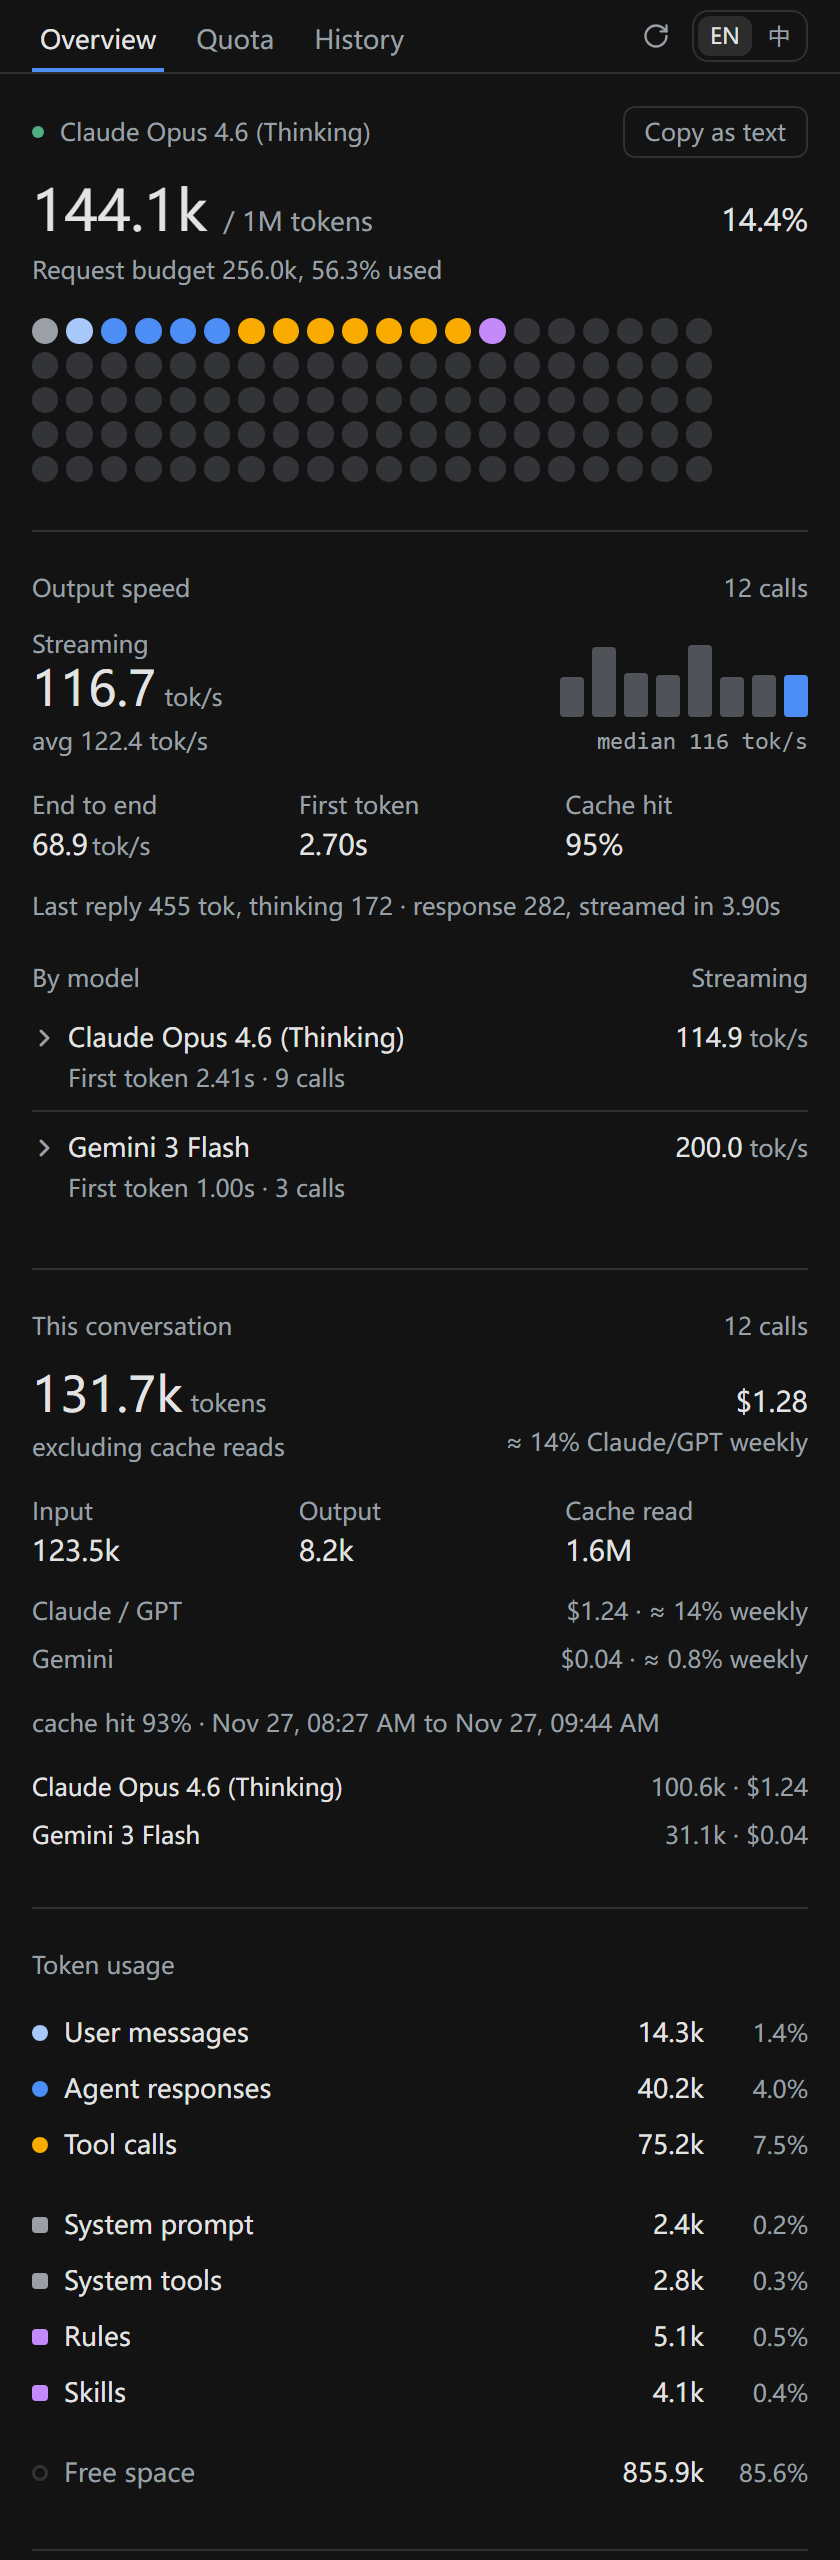 Overview Quota History EN 中
Claude Opus 4.6 (Thinking) Copy as text
144.1k / 1M tokens 14.4%
Request budget 256.0k, 56.3% used
Output speed 12 calls
Streaming
116.7 tok/s
avg 122.4 tok/s median 116 tok/s
End to end First token Cache hit
68.9 tok/s 2.70s 95%
Last reply 455 tok, thinking 172 · response 282, streamed in 3.90s
By model Streaming
Claude Opus 4.6 (Thinking) 114.9 tok/s
First token 2.41s · 9 calls
Gemini 3 Flash 200.0 tok/s
First token 1.00s · 3 calls
This conversation 12 calls
131.7k tokens $1.28
excluding cache reads ≈ 14% Claude/GPT weekly
Input Output Cache read
123.5k 8.2k 1.6M
Claude / GPT $1.24 · ≈ 14% weekly
Gemini $0.04 · ≈ 0.8% weekly
cache hit 93% · Nov 27, 08:27 AM to Nov 27, 09:44 AM
Claude Opus 4.6 (Thinking) 100.6k · $1.24
Gemini 3 Flash 31.1k · $0.04
Token usage
User messages 14.3k 1.4%
Agent responses 40.2k 4.0%
Tool calls 75.2k 7.5%
System prompt 2.4k 0.2%
System tools 2.8k 0.3%
Rules 5.1k 0.5%
Skills 4.1k 0.4%
Free space 855.9k 85.6%